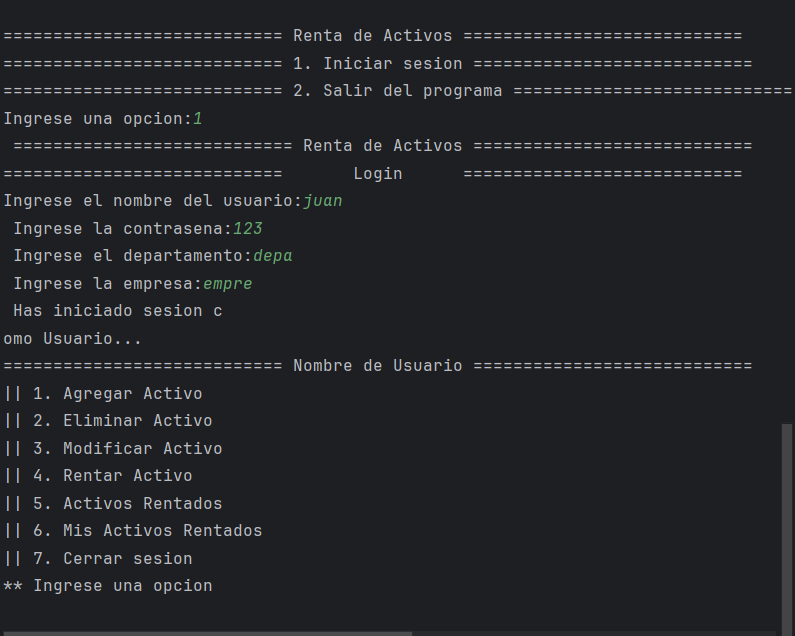 ============================ Renta de Activos ============================
============================ 1. Iniciar sesion ============================
============================ 2. Salir del programa ============================
Ingrese una opcion:1
============================ Renta de Activos ============================
============================ Login ============================
Ingrese el nombre del usuario:juan
Ingrese la contrasena:123
Ingrese el departamento:depa
Ingrese la empresa:empre
Has iniciado sesion c
omo Usuario...
============================ Nombre de Usuario ============================
|| 1. Agregar Activo
|| 2. Eliminar Activo
|| 3. Modificar Activo
|| 4. Rentar Activo
|| 5. Activos Rentados
|| 6. Mis Activos Rentados
|| 7. Cerrar sesion
** Ingrese una opcion